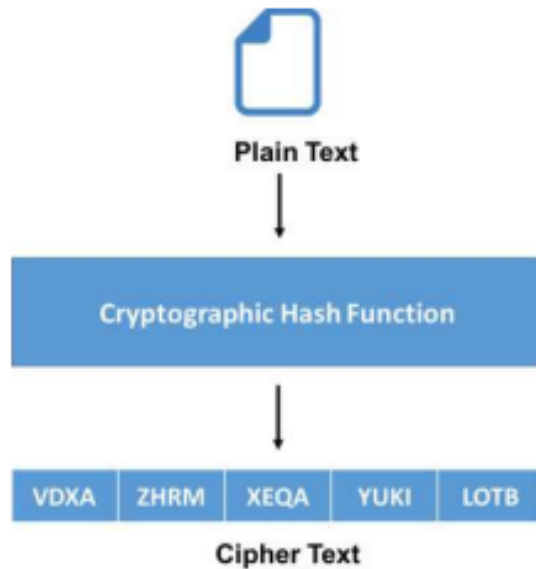 Plain Text
Cryptographic Hash Function
VDXA ZHRM XEQA YUKI LOTB
Cipher Text